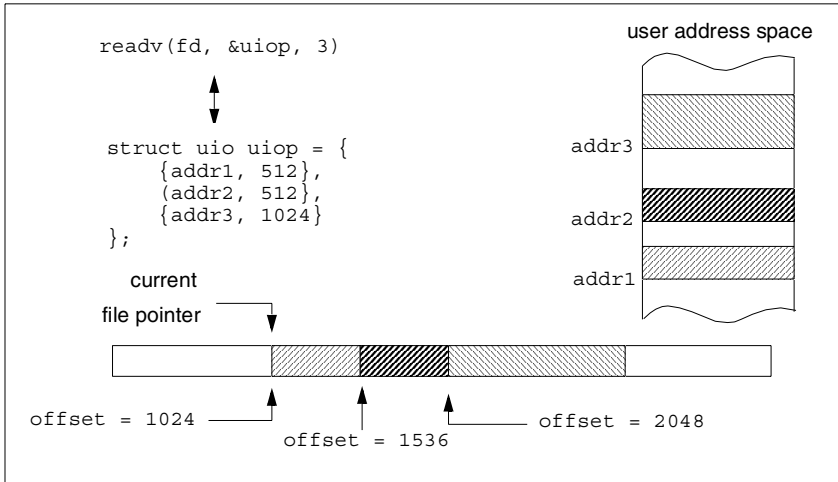 readv(fd, &uiop, 3)
struct uio uiop = {
{addr1, 512},
(addr2, 512},
{addr3, 1024}
};
user address space
addr3
addr2
addr1
current
file pointer
offset = 1024
offset = 1536
offset = 2048